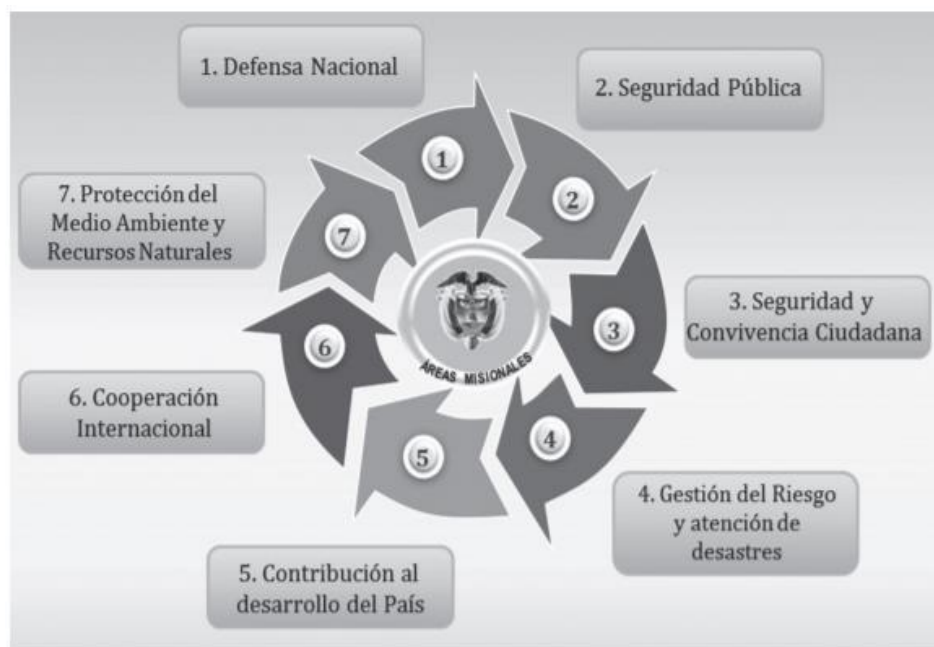 1. Defensa Nacional
2. Seguridad Pública
3. Seguridad y
Convivencia Ciudadana
4. Gestión del Riesgo
y atención de
desastres
5. Contribución al
desarrollo del País
6. Cooperación
Internacional
7. Protección del
Medio Ambiente y
Recursos Naturales
1
2
3
4
5
6
7
ÁREAS MISIONALES